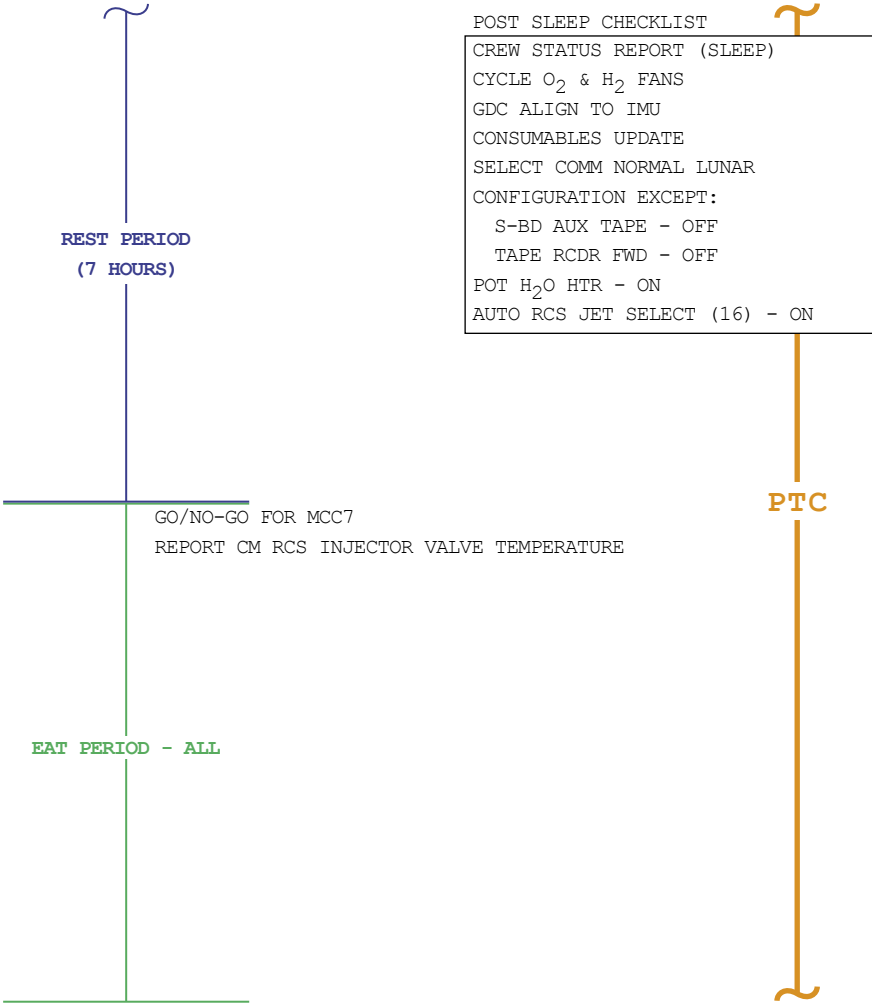 POST SLEEP CHECKLIST
CREW STATUS REPORT (SLEEP)
CYCLE O2 & H2 FANS
GDC ALIGN TO IMU
CONSUMABLES UPDATE
SELECT COMM NORMAL LUNAR
CONFIGURATION EXCEPT:
S-BD AUX TAPE - OFF
TAPE RCDR FWD - OFF
POT H2O HTR - ON
AUTO RCS JET SELECT (16) - ON
REST PERIOD
(7 HOURS)
PTC
GO/NO-GO FOR MCC7
REPORT CM RCS INJECTOR VALVE TEMPERATURE
EAT PERIOD - ALL